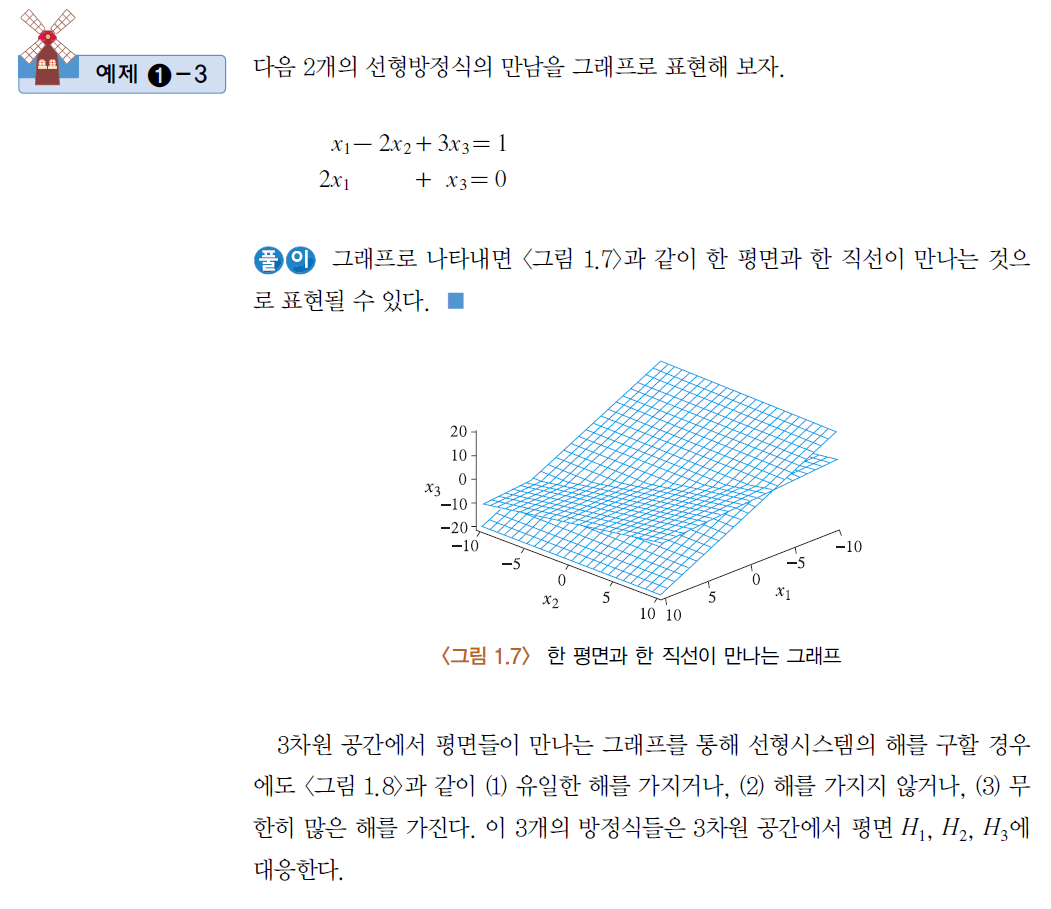 예제 ❶-3
다음 2개의 선형방정식의 만남을 그래프로 표현해 보자.
x₁ − 2x₂ + 3x₃ = 1
2x₁ + x₃ = 0
풀이 그래프로 나타내면 〈그림 1.7〉과 같이 한 평면과 한 직선이 만나는 것으
로 표현될 수 있다. ■
20
10
0
−10
−20
x₃
−10
−5
0
5
10
x₂
10
5
0
−5
−10
x₁
〈그림 1.7〉 한 평면과 한 직선이 만나는 그래프
3차원 공간에서 평면들이 만나는 그래프를 통해 선형시스템의 해를 구할 경우
에도 〈그림 1.8〉과 같이 (1) 유일한 해를 가지거나, (2) 해를 가지지 않거나, (3) 무
한히 많은 해를 가진다. 이 3개의 방정식들은 3차원 공간에서 평면 H₁, H₂, H₃에
대응한다.